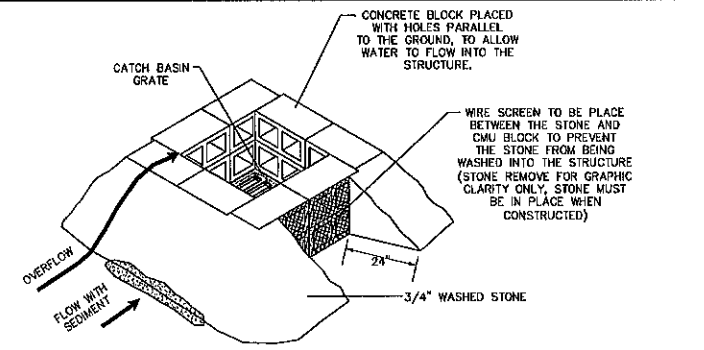 CONCRETE BLOCK PLACED
WITH HOLES PARALLEL
TO THE GROUND, TO ALLOW
WATER TO FLOW INTO THE
STRUCTURE.
CATCH BASIN
GRATE
WIRE SCREEN TO BE PLACE
BETWEEN THE STONE AND
CMU BLOCK TO PREVENT
THE STONE FROM BEING
WASHED INTO THE STRUCTURE
(STONE REMOVE FOR GRAPHIC
CLARITY ONLY, STONE MUST
BE IN PLACE WHEN
CONSTRUCTED)
OVERFLOW
24"
FLOW WITH
SEDIMENT
3/4" WASHED STONE